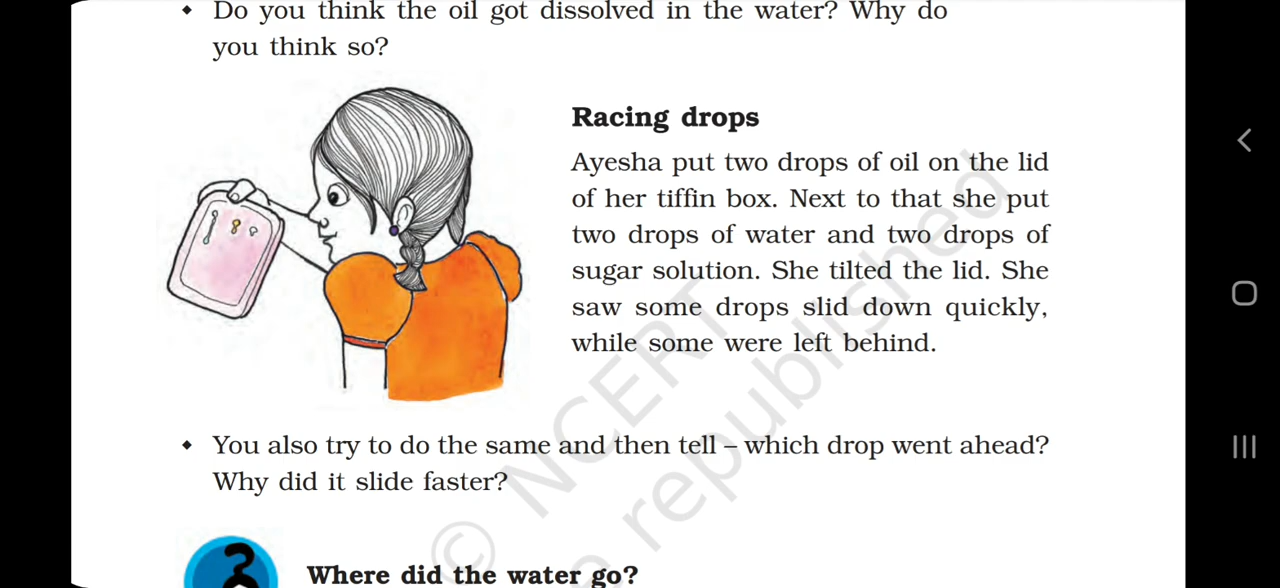 ◆ Do you think the oil got dissolved in the water? Why do
you think so?
Racing drops
Ayesha put two drops of oil on the lid
of her tiffin box. Next to that she put
two drops of water and two drops of
sugar solution. She tilted the lid. She
saw some drops slid down quickly,
while some were left behind.
◆ You also try to do the same and then tell – which drop went ahead?
Why did it slide faster?
© NCERT
e republished
?
Where did the water go?